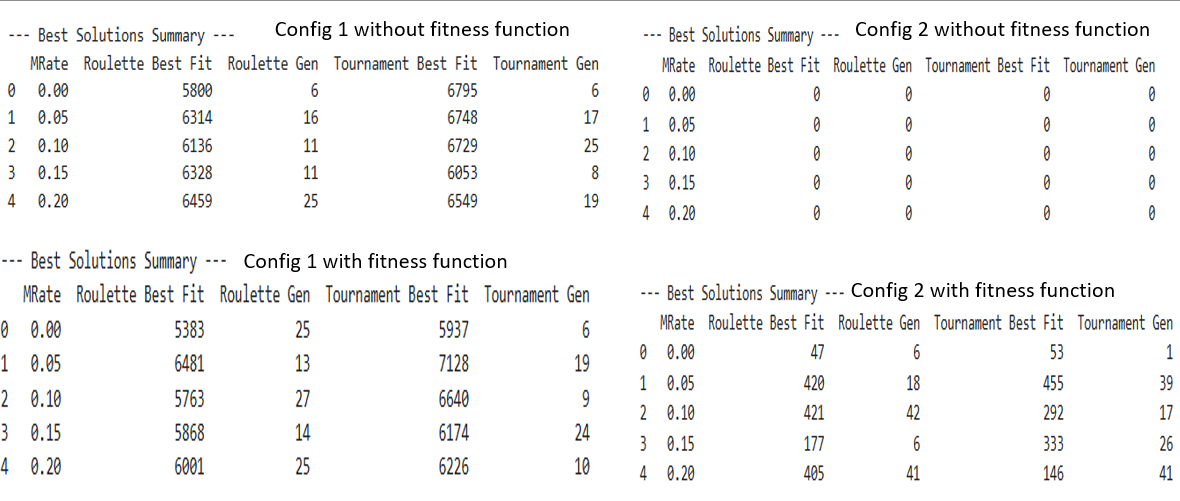 --- Best Solutions Summary --- Config 1 without fitness function
MRate Roulette Best Fit Roulette Gen Tournament Best Fit Tournament Gen
0 0.00 5800 6 6795 6
1 0.05 6314 16 6748 17
2 0.10 6136 11 6729 25
3 0.15 6328 11 6053 8
4 0.20 6459 25 6549 19
--- Best Solutions Summary --- Config 2 without fitness function
MRate Roulette Best Fit Roulette Gen Tournament Best Fit Tournament Gen
0 0.00 0 0 0 0
1 0.05 0 0 0 0
2 0.10 0 0 0 0
3 0.15 0 0 0 0
4 0.20 0 0 0 0
--- Best Solutions Summary --- Config 1 with fitness function
MRate Roulette Best Fit Roulette Gen Tournament Best Fit Tournament Gen
0 0.00 5383 25 5937 6
1 0.05 6481 13 7128 19
2 0.10 5763 27 6640 9
3 0.15 5868 14 6174 24
4 0.20 6001 25 6226 10
--- Best Solutions Summary --- Config 2 with fitness function
MRate Roulette Best Fit Roulette Gen Tournament Best Fit Tournament Gen
0 0.00 47 6 53 1
1 0.05 420 18 455 39
2 0.10 421 42 292 17
3 0.15 177 6 333 26
4 0.20 405 41 146 41